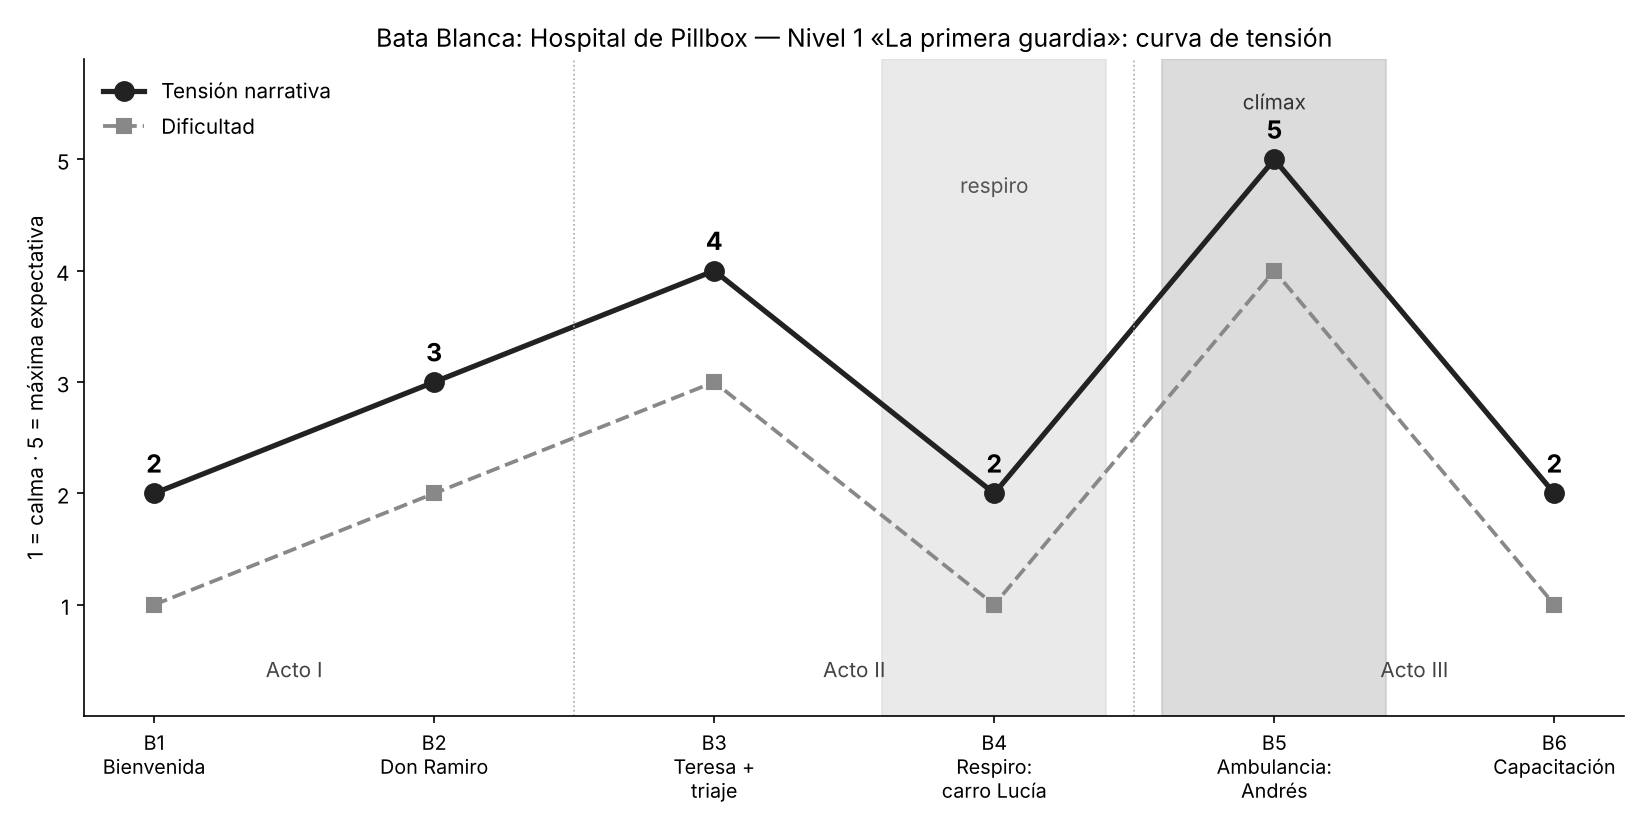 Bata Blanca: Hospital de Pillbox — Nivel 1 «La primera guardia»: curva de tensión
Tensión narrativa
Dificultad
clímax
5
respiro
4
3
2
2
2
5
4
3
2
1
1 = calma · 5 = máxima expectativa
Acto I
Acto II
Acto III
B1
Bienvenida
B2
Don Ramiro
B3
Teresa +
triaje
B4
Respiro:
carro Lucía
B5
Ambulancia:
Andrés
B6
Capacitación